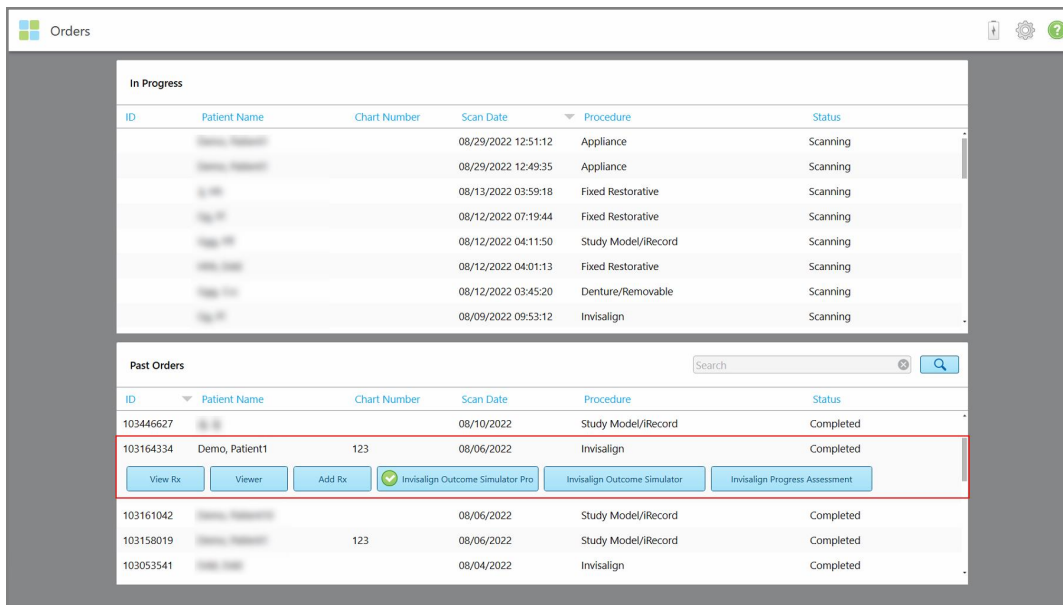 Orders
In Progress
ID Patient Name Chart Number Scan Date Procedure Status
08/29/2022 12:51:12 Appliance Scanning
08/29/2022 12:49:35 Appliance Scanning
08/13/2022 03:59:18 Fixed Restorative Scanning
08/12/2022 07:19:44 Fixed Restorative Scanning
08/12/2022 04:11:50 Study Model/iRecord Scanning
08/12/2022 04:01:13 Fixed Restorative Scanning
08/12/2022 03:45:20 Denture/Removable Scanning
08/09/2022 09:53:12 Invisalign Scanning
Past Orders Search
ID Patient Name Chart Number Scan Date Procedure Status
103446627 08/10/2022 Study Model/iRecord Completed
103164334 Demo, Patient1 123 08/06/2022 Invisalign Completed
View Rx Viewer Add Rx Invisalign Outcome Simulator Pro Invisalign Outcome Simulator Invisalign Progress Assessment
103161042 08/06/2022 Study Model/iRecord Completed
103158019 123 08/06/2022 Study Model/iRecord Completed
103053541 08/04/2022 Invisalign Completed